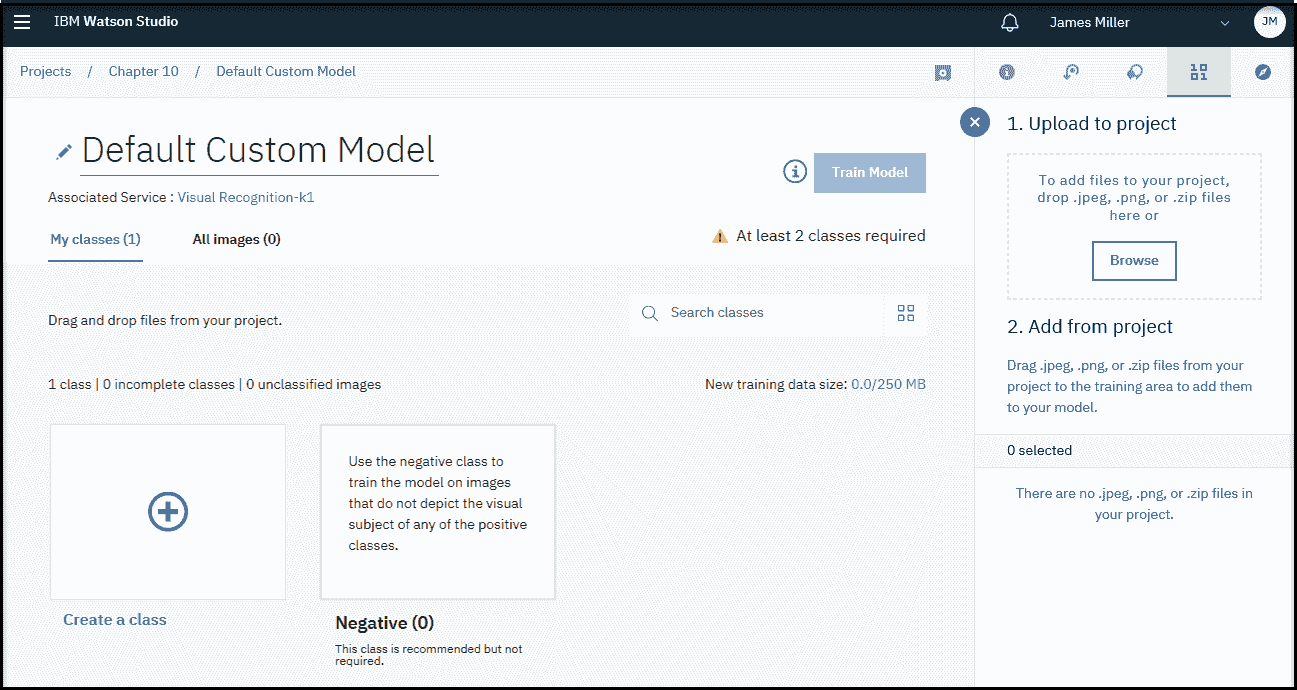 IBM Watson Studio
James Miller
JM
Projects / Chapter 10 / Default Custom Model
Default Custom Model
Train Model
Associated Service : Visual Recognition-k1
My classes (1)
All images (0)
At least 2 classes required
Drag and drop files from your project.
Search classes
1 class | 0 incomplete classes | 0 unclassified images
New training data size: 0.0/250 MB
Create a class
Use the negative class to
train the model on images
that do not depict the visual
subject of any of the positive
classes.
Negative (0)
This class is recommended but not
required.
1. Upload to project
To add files to your project,
drop .jpeg, .png, or .zip files
here or
Browse
2. Add from project
Drag .jpeg, .png, or .zip files from your
project to the training area to add them
to your model.
0 selected
There are no .jpeg, .png, or .zip files in
your project.